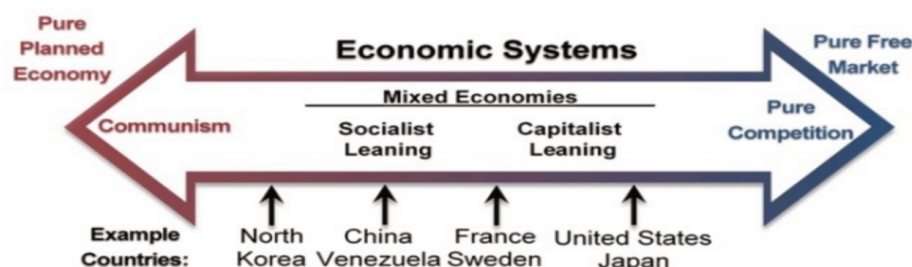 Pure
Planned
Economy
Economic Systems
Pure Free
Market
Mixed Economies
Communism
Socialist
Leaning
Capitalist
Leaning
Pure
Competition
Example
Countries:
North
Korea
China
Venezuela
France
Sweden
United States
Japan